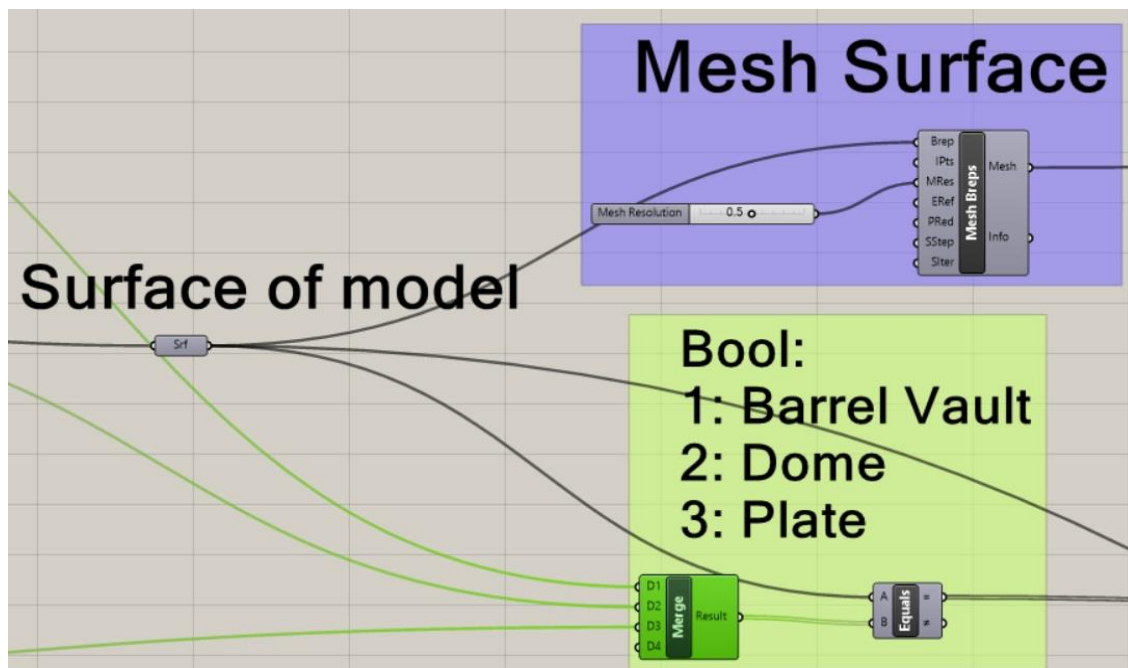 Mesh Surface
Brep
IPts
MRes
ERef
PRed
SStep
SIter
Mesh Breps
Mesh
Info
Mesh Resolution
0.5
Surface of model
Srf
Bool:
1: Barrel Vault
2: Dome
3: Plate
D1
D2
D3
D4
Merge
Result
A
B
Equals
=
≠